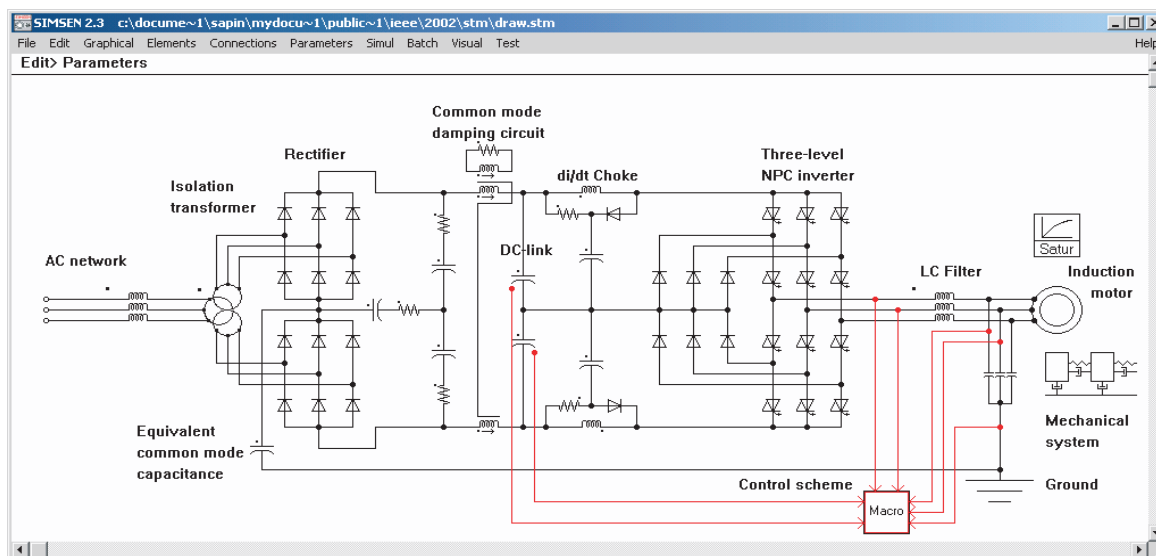 SIMSEN 2.3 c:\docume~1\sapin\mydocu~1\public~1\ieee\2002\stm\draw.stm
File Edit Graphical Elements Connections Parameters Simul Batch Visual Test Help
Edit> Parameters
Common mode
damping circuit
Rectifier
di/dt Choke
Three-level
NPC inverter
Isolation
transformer
Satur
AC network
DC-link
LC Filter
Induction
motor
Mechanical
system
Equivalent
common mode
capacitance
Control scheme
Macro
Ground